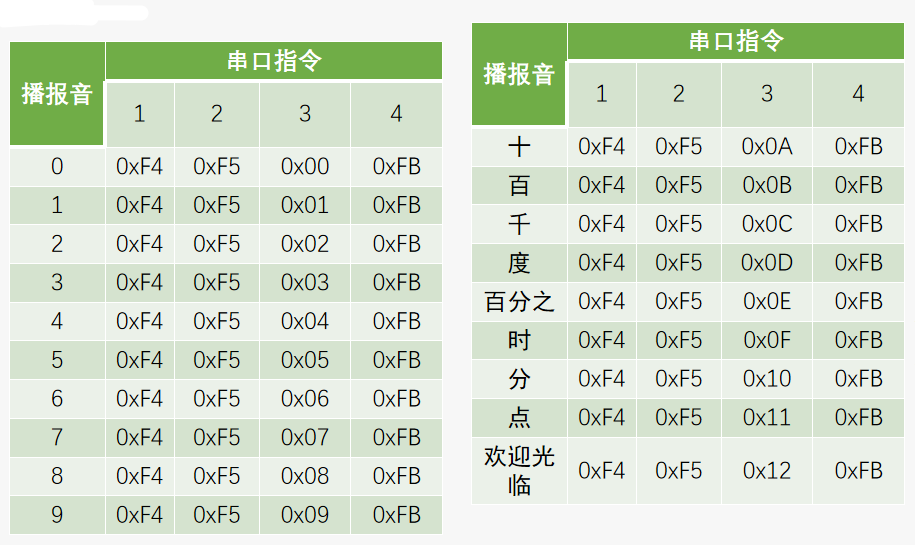 播报音 串口指令
1 2 3 4
0 0xF4 0xF5 0x00 0xFB
1 0xF4 0xF5 0x01 0xFB
2 0xF4 0xF5 0x02 0xFB
3 0xF4 0xF5 0x03 0xFB
4 0xF4 0xF5 0x04 0xFB
5 0xF4 0xF5 0x05 0xFB
6 0xF4 0xF5 0x06 0xFB
7 0xF4 0xF5 0x07 0xFB
8 0xF4 0xF5 0x08 0xFB
9 0xF4 0xF5 0x09 0xFB
播报音 串口指令
1 2 3 4
十 0xF4 0xF5 0x0A 0xFB
百 0xF4 0xF5 0x0B 0xFB
千 0xF4 0xF5 0x0C 0xFB
度 0xF4 0xF5 0x0D 0xFB
百分之 0xF4 0xF5 0x0E 0xFB
时 0xF4 0xF5 0x0F 0xFB
分 0xF4 0xF5 0x10 0xFB
点 0xF4 0xF5 0x11 0xFB
欢迎光
临 0xF4 0xF5 0x12 0xFB